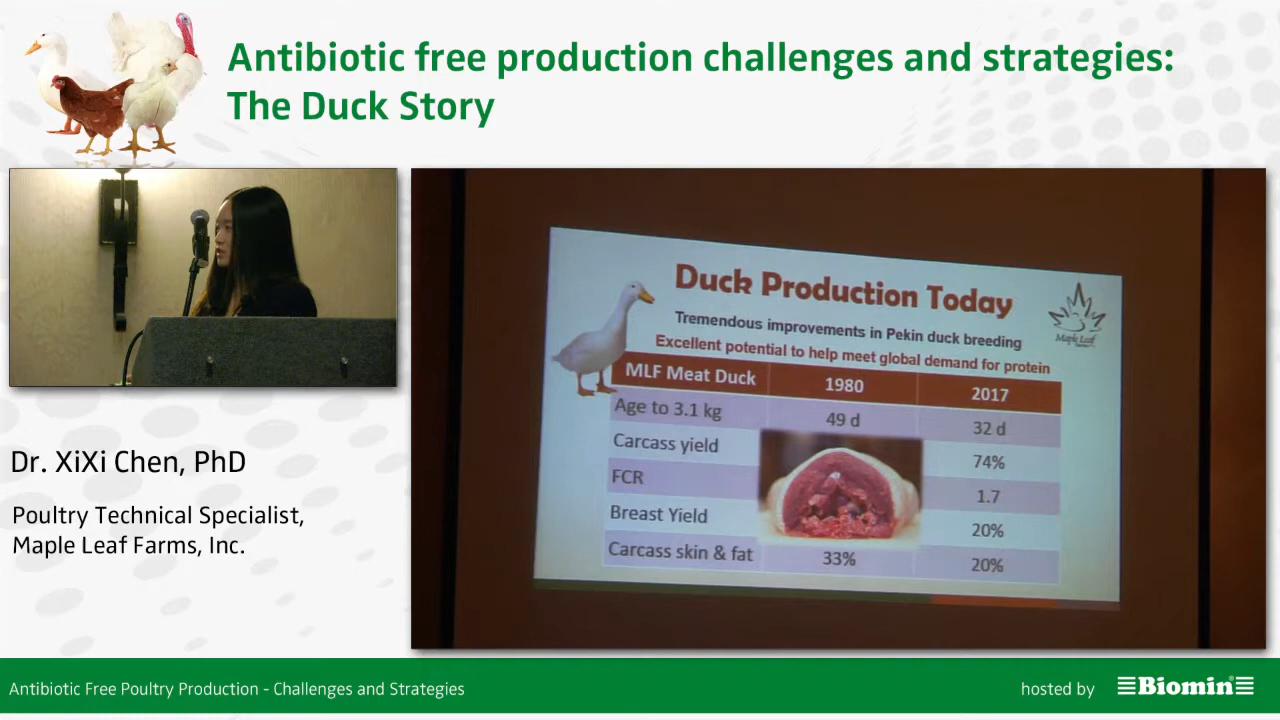 Antibiotic free production challenges and strategies:
The Duck Story
Duck Production Today
Tremendous improvements in Pekin duck breeding
Excellent potential to help meet global demand for protein
Maple Leaf
MLF Meat Duck 1980 2017
Age to 3.1 kg 49 d 32 d
Carcass yield 74%
FCR 1.7
Breast Yield 20%
Carcass skin & fat 33% 20%
Dr. XiXi Chen, PhD
Poultry Technical Specialist,
Maple Leaf Farms, Inc.
Antibiotic Free Poultry Production - Challenges and Strategies
hosted by Biomin